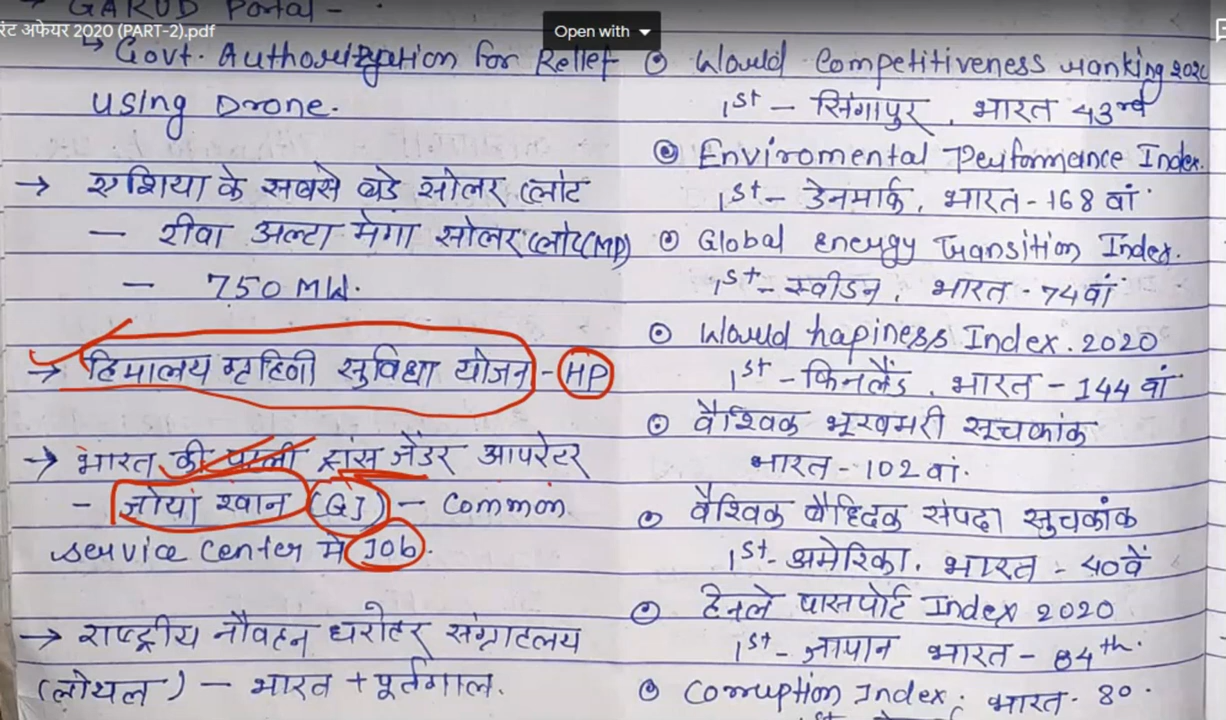 → GARUD Portal -
रेंट अफेयर 2020 (PART-2).pdf
Open with
↳ Govt. Authorization for Relief
using Drone.
→ एशिया के सबसे बडे सोलर प्लांट
— रीवा अल्टा मेगा सोलर प्लांट(MP)
— 750 MW.
→ हिमालय गृहिणी सुविधा योजन - HP
→ भारत की पहली ट्रांस जेंडर आपरेटर
- जोया खान (GJ) - Common
service center में Job.
→ राष्ट्रीय नौवहन धरोहर संग्राहलय
(लोथल) - भारत + पूर्तगाल.
World Competitiveness ranking 2020
1st - सिंगापुर, भारत 43rd
Enviromental Performance Index.
1st - डेनमार्क, भारत - 168 वां
Global energy transition Index.
1st - स्वीडन, भारत - 74वां
World hapiness Index. 2020
1st - फिनलैंड, भारत - 144 वां
वैश्विक भूखमरी सूचकांक
भारत - 102 वां.
वैश्विक बौद्दिक संपदा सुचकांक
1st - अमेरिका, भारत - 40वें
हेनले पासपोर्ट Index 2020
1st - जापान भारत - 84th.
Corruption Index; भारत - 80.